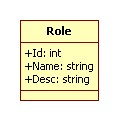 Role
+Id: int
+Name: string
+Desc: string